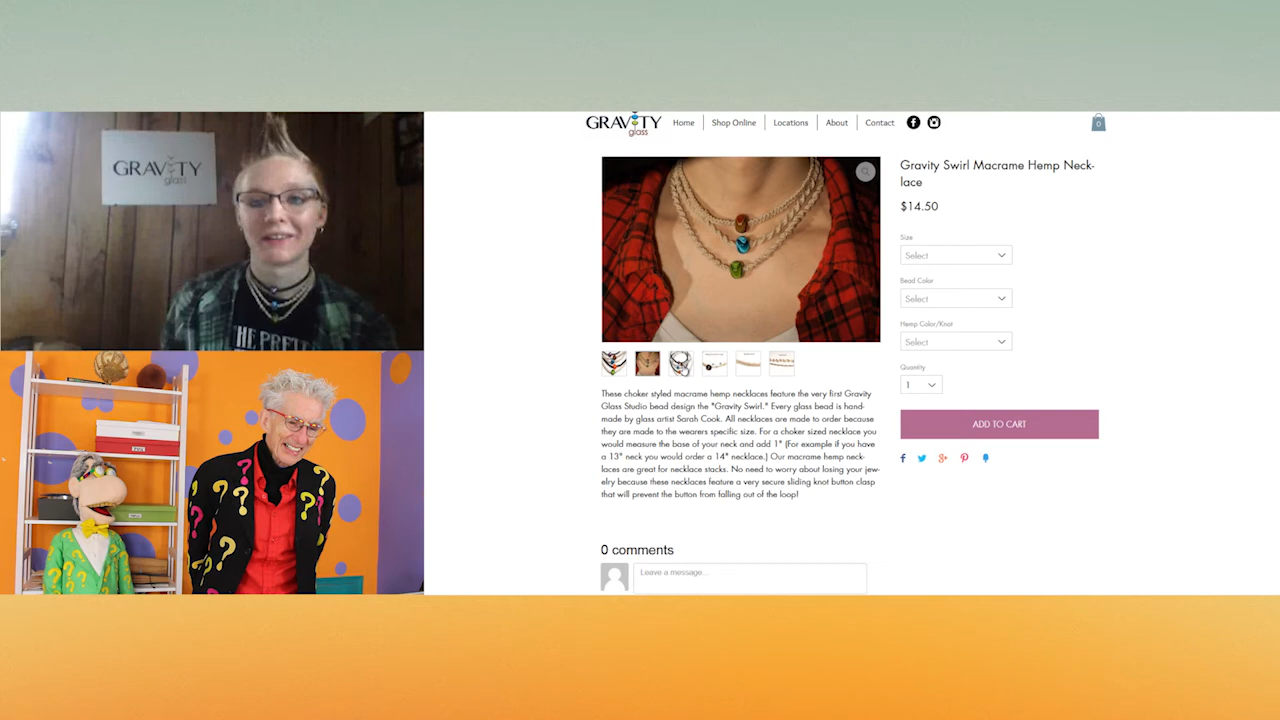 GRAVITY
glass
THE PRETTY
GRAVITY
glass
Home
Shop Online
Locations
About
Contact
0
Gravity Swirl Macrame Hemp Neck-
lace
$14.50
Size
Select
Bead Color
Select
Hemp Color/Knot
Select
Quantity
1
ADD TO CART
These choker styled macrame hemp necklaces feature the very first Gravity
Glass Studio bead design the "Gravity Swirl." Every glass bead is hand-
made by glass artist Sarah Cook. All necklaces are made to order because
they are made to the wearers specific size. For a choker sized necklace you
would measure the base of your neck and add 1" (For example if you have
a 13" neck you would order a 14" necklace.) Our macrame hemp neck-
laces are great for necklace stacks. No need to worry about losing your jew-
elry because these necklaces feature a very secure sliding knot button clasp
that will prevent the button from falling out of the loop!
0 comments
Leave a message...